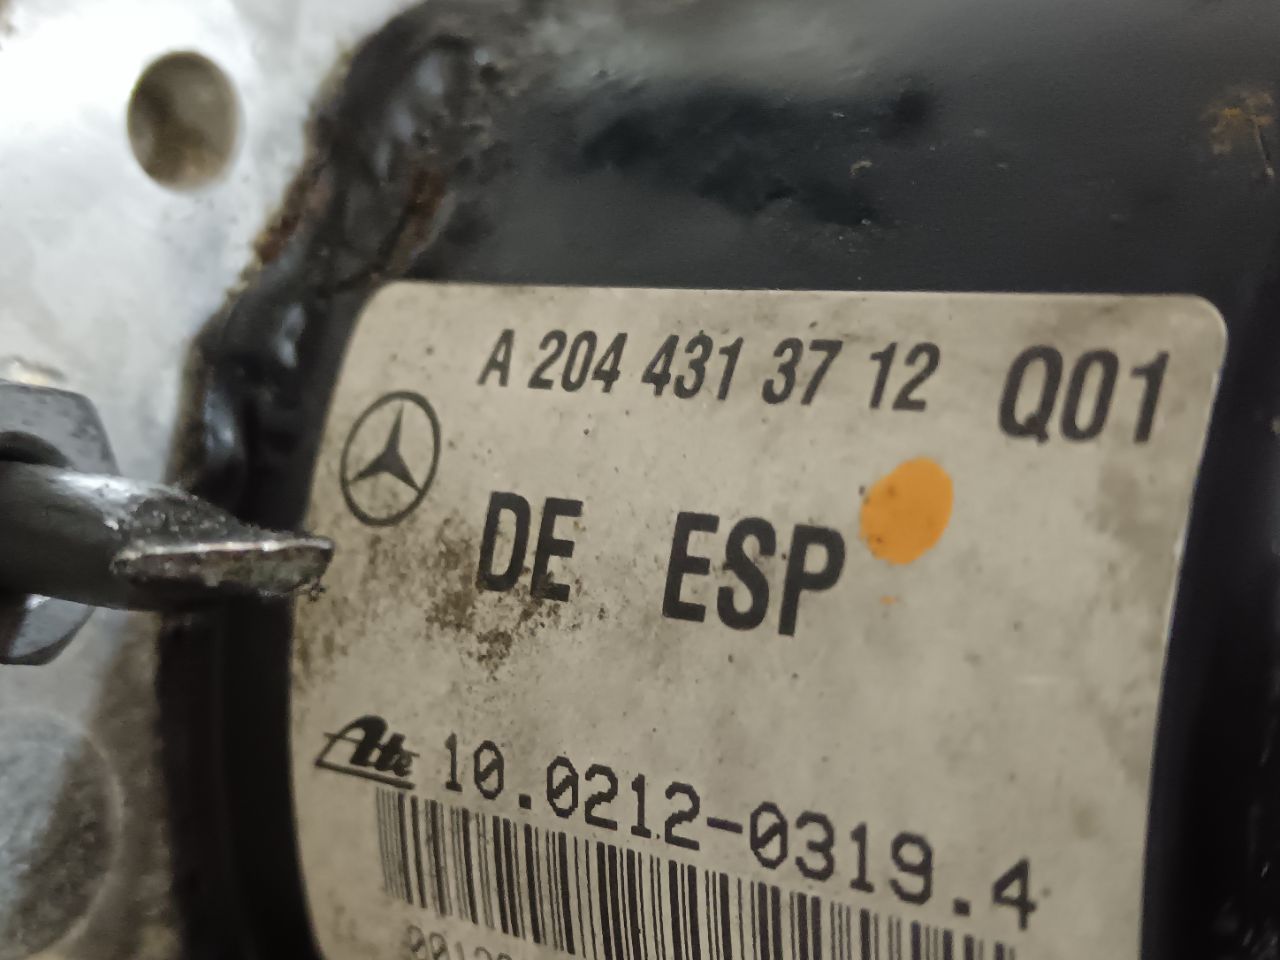 A 204 431 37 12 Q01
DE ESP
Ate 10.0212-0319.4